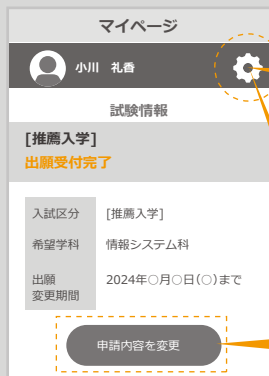 マイページ
小川　礼香
試験情報
[推薦入学]
出願受付完了
入試区分　[推薦入学]
希望学科　情報システム科
出願
変更期間　2024年○月○日(○)まで
申請内容を変更